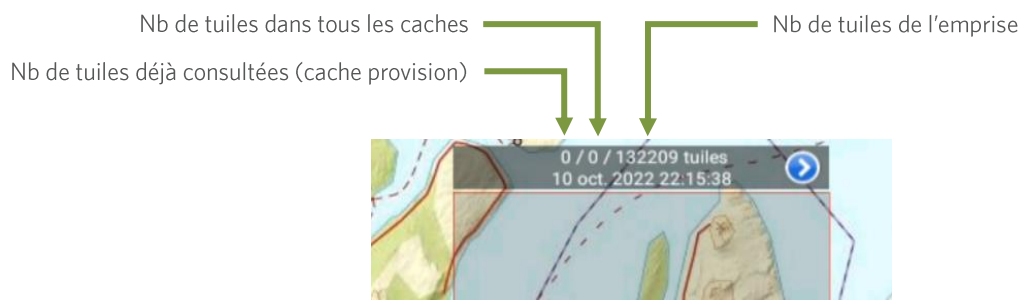 Nb de tuiles dans tous les caches
Nb de tuiles de l’emprise
Nb de tuiles déjà consultées (cache provision)
0 / 0 / 132209 tuiles
10 oct. 2022 22:15:38